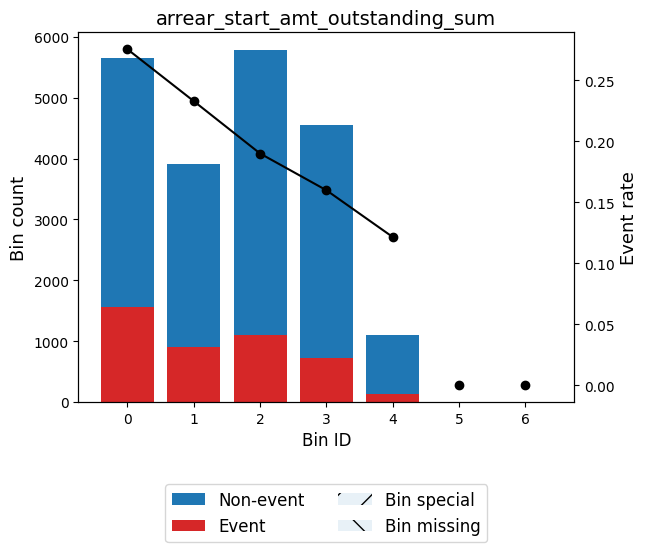 arrear_start_amt_outstanding_sum
6000
5000
4000
3000
2000
1000
0
Bin count
0.25
0.20
0.15
0.10
0.05
0.00
Event rate
0 1 2 3 4 5 6
Bin ID
Non-event Bin special
Event Bin missing